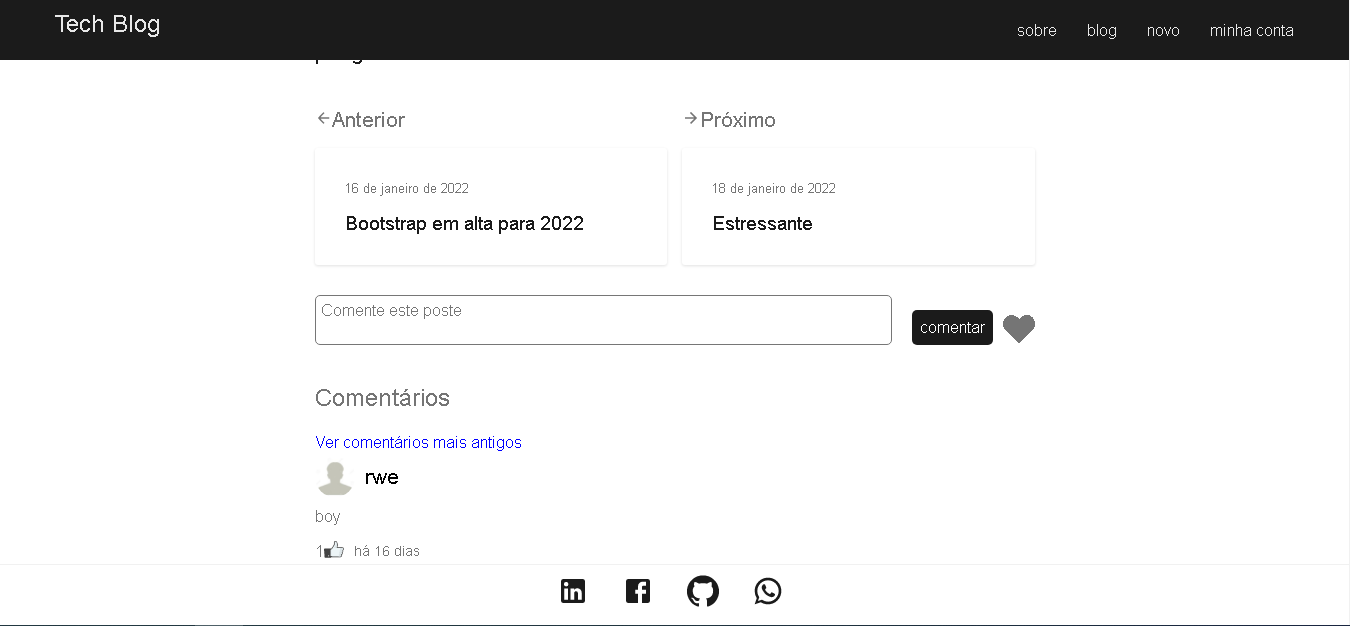 Tech Blog
sobre blog novo minha conta
←Anterior
→Próximo
16 de janeiro de 2022
Bootstrap em alta para 2022
18 de janeiro de 2022
Estressante
Comente este poste
comentar
Comentários
Ver comentários mais antigos
rwe
boy
1 há 16 dias